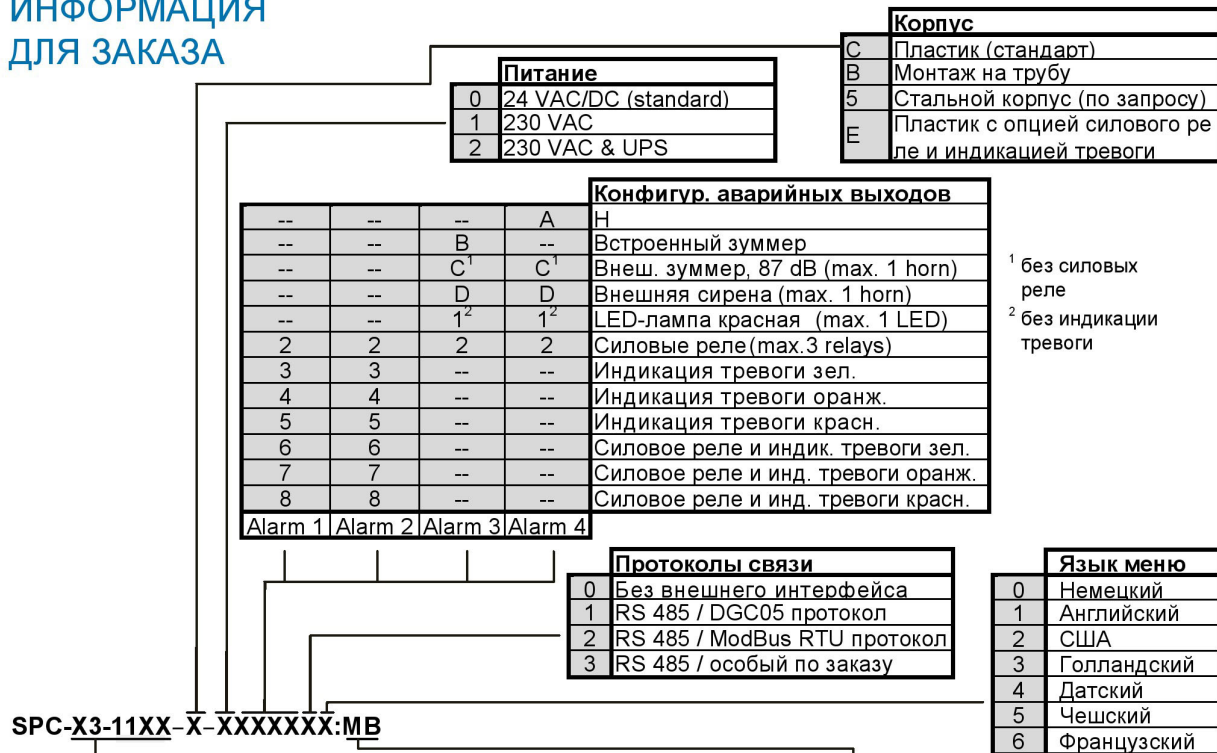 ИНФОРМАЦИЯ
ДЛЯ ЗАКАЗА
Корпус
C Пластик (стандарт)
B Монтаж на трубу
5 Стальной корпус (по запросу)
E Пластик с опцией силового ре
ле и индикацией тревоги
Питание
0 24 VAC/DC (standard)
1 230 VAC
2 230 VAC & UPS
Конфигур. аварийных выходов
-- -- -- A Н
-- -- B -- Встроенный зуммер
-- -- C¹ C¹ Внеш. зуммер, 87 dB (max. 1 horn)
-- -- D D Внешняя сирена (max. 1 horn)
-- -- 1² 1² LED-лампа красная (max. 1 LED)
2 2 2 2 Силовые реле(max.3 relays)
3 3 -- -- Индикация тревоги зел.
4 4 -- -- Индикация тревоги оранж.
5 5 -- -- Индикация тревоги красн.
6 6 -- -- Силовое реле и индик. тревоги зел.
7 7 -- -- Силовое реле и инд. тревоги оранж.
8 8 -- -- Силовое реле и инд. тревоги красн.
Alarm 1 Alarm 2 Alarm 3 Alarm 4
¹ без силовых
реле
² без индикации
тревоги
Протоколы связи
0 Без внешнего интерфейса
1 RS 485 / DGC05 протокол
2 RS 485 / ModBus RTU протокол
3 RS 485 / особый по заказу
Язык меню
0 Немецкий
1 Английский
2 США
3 Голландский
4 Датский
5 Чешский
6 Французский
SPC-X3-11XX-X-XXXXXXX:MB